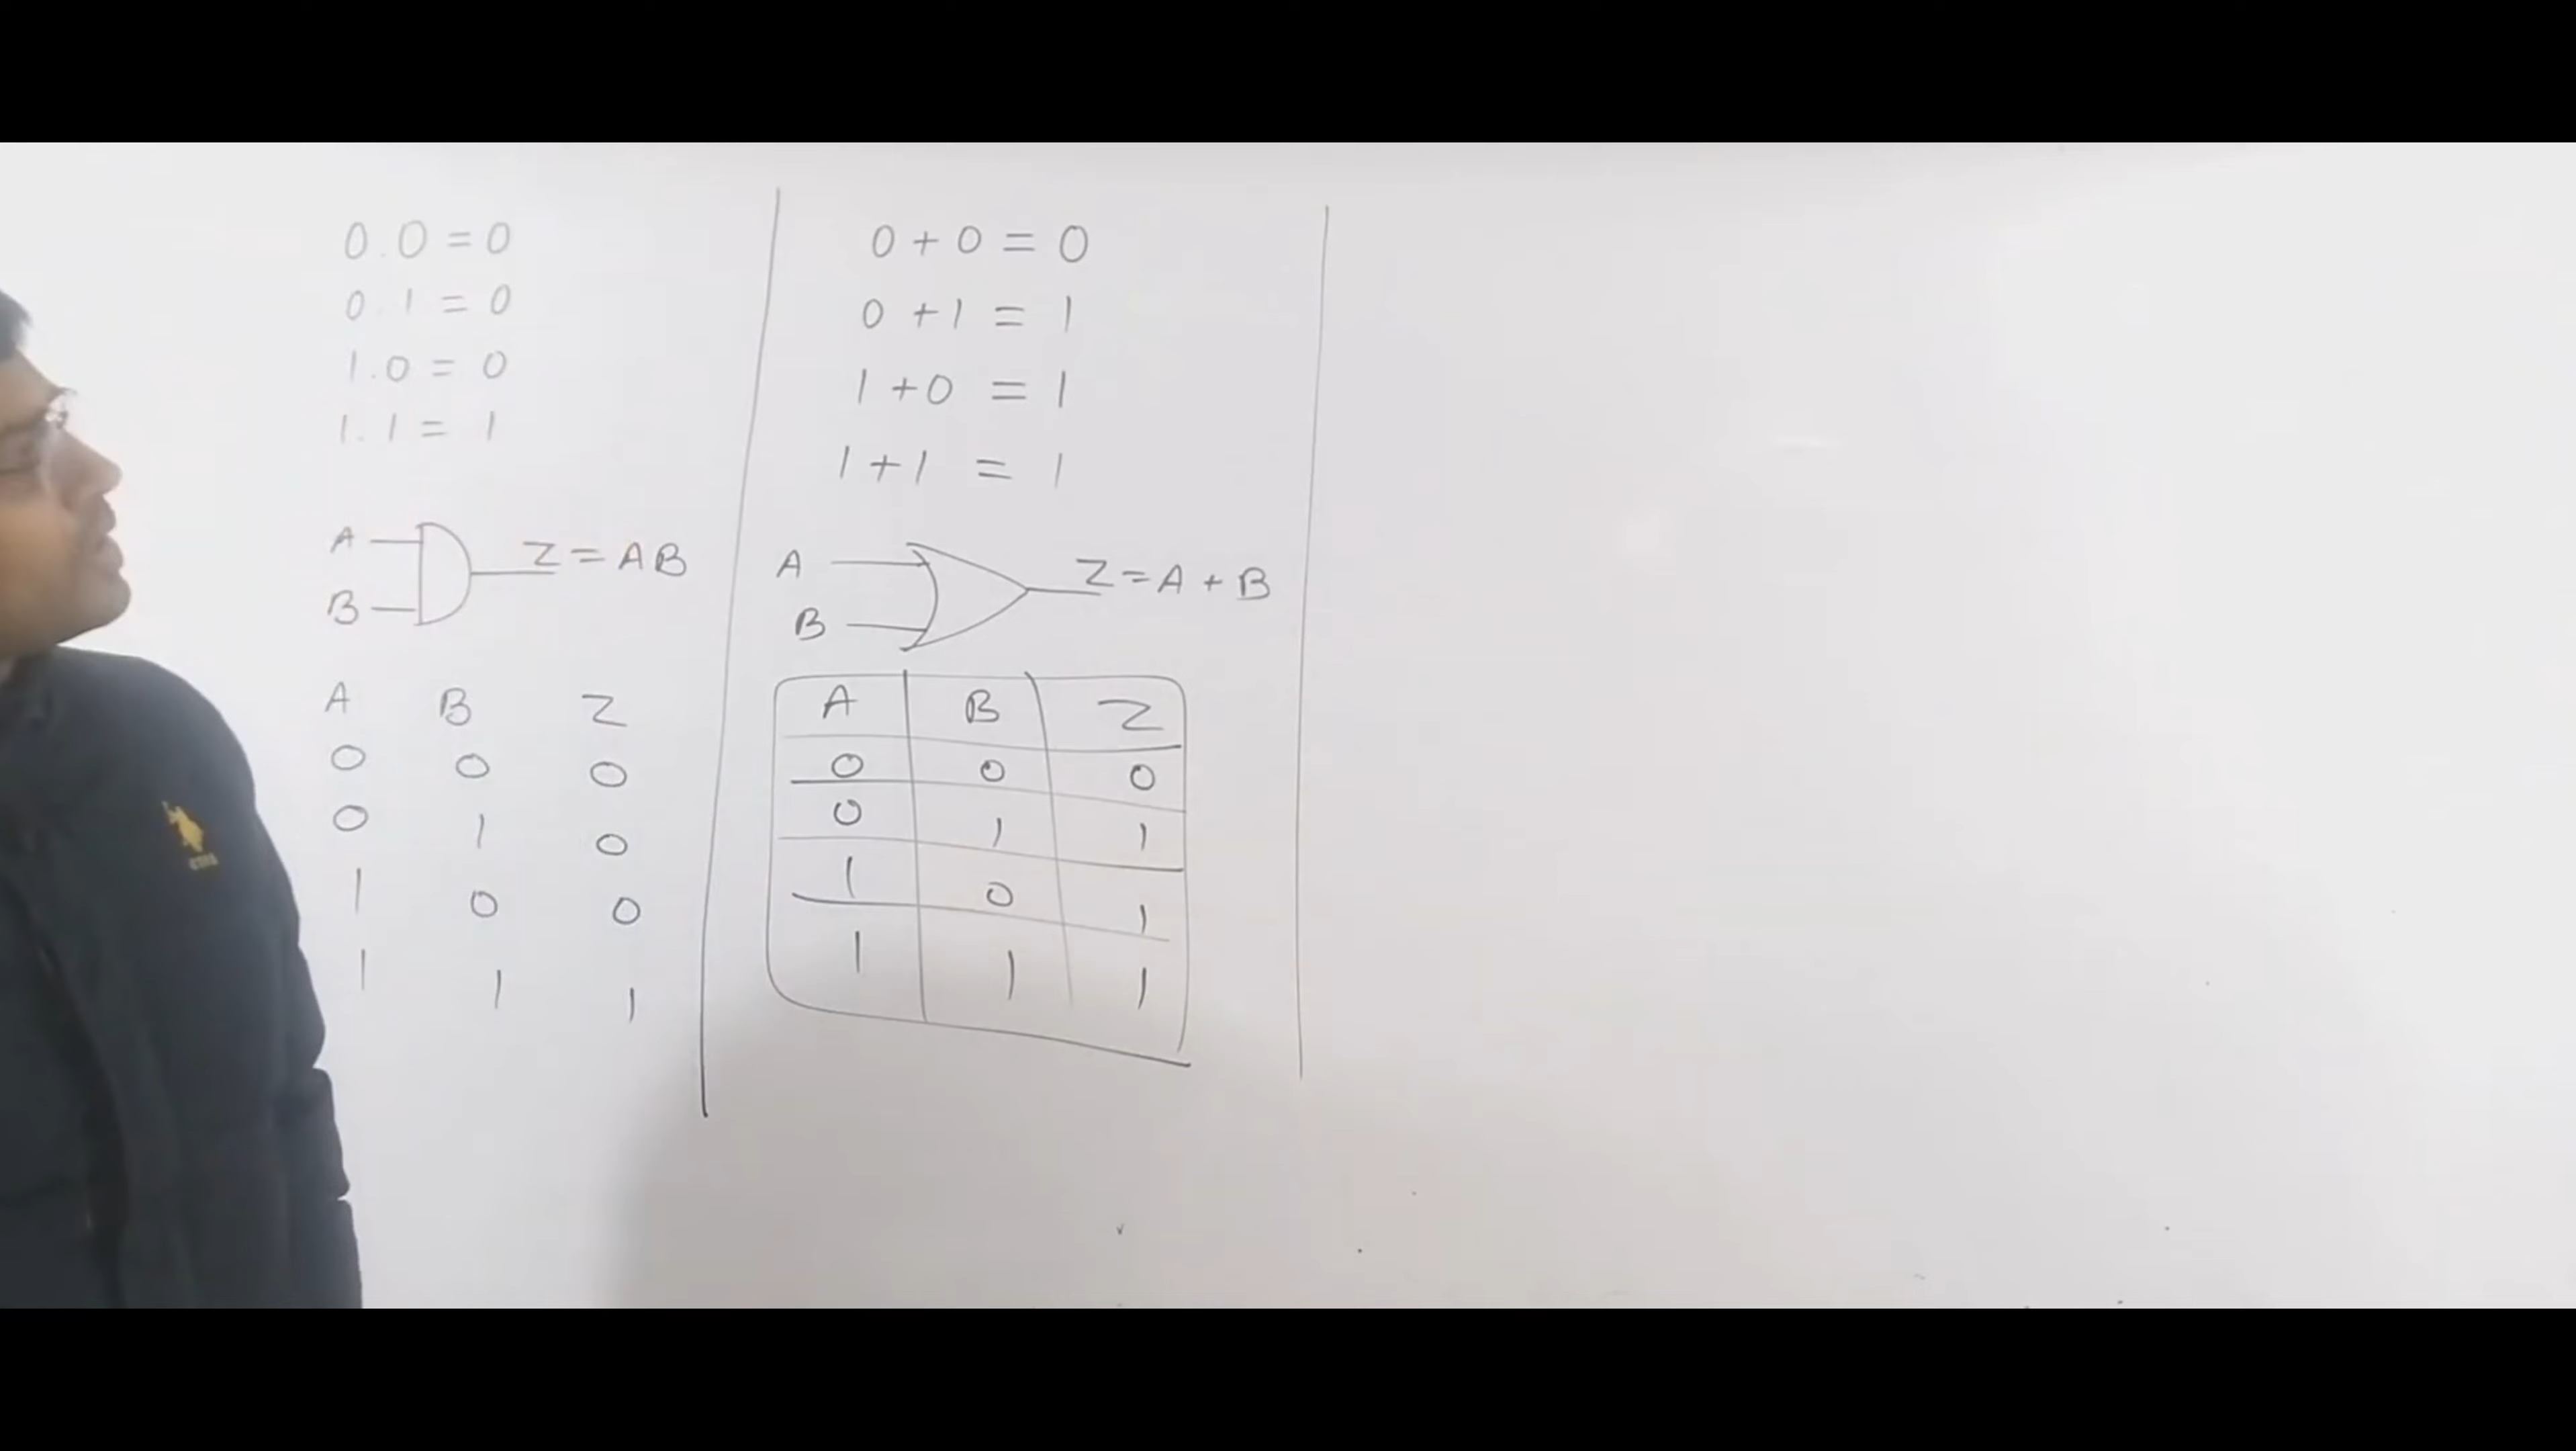 0.0 = 0
0.1 = 0
1.0 = 0
1.1 = 1
A
B
Z = AB
A B Z
0 0 0
0 1 0
1 0 0
1 1 1
0 + 0 = 0
0 + 1 = 1
1 + 0 = 1
1 + 1 = 1
A
B
Z = A + B
A B Z
0 0 0
0 1 1
1 0 1
1 1 1